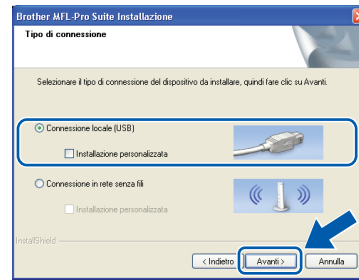 Brother MFL-Pro Suite Installazione
Tipo di connessione
Selezionare il tipo di connessione del dispositivo da installare, quindi fare clic su Avanti.
Connessione locale (USB)
Installazione personalizzata
Connessione in rete senza fili
Installazione personalizzata
InstallShield
< Indietro
Avanti >
Annulla